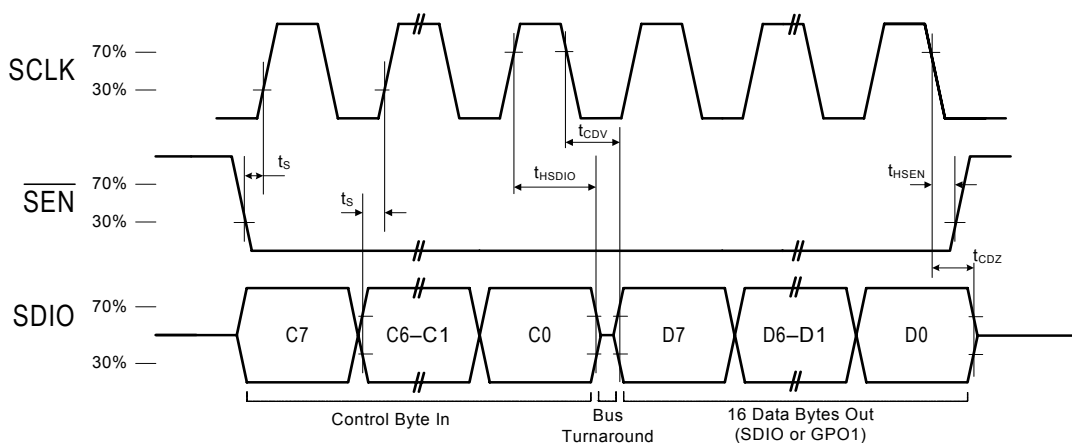 SCLK
70%
30%
tCDV
tS
tHSDIO
SEN
70%
30%
tS
tHSEN
tCDZ
SDIO
70%
30%
C7
C6–C1
C0
D7
D6–D1
D0
Control Byte In
Bus
Turnaround
16 Data Bytes Out
(SDIO or GPO1)